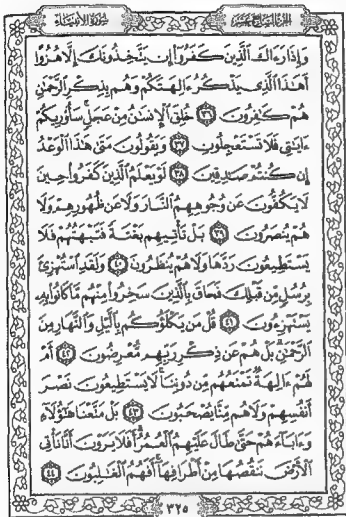 الجزء السابع عشر سورة الأنبياء
وَإِذَا رَءَاكَ ٱلَّذِينَ كَفَرُوٓا۟ إِن يَتَّخِذُونَكَ إِلَّا هُزُوًا
أَهَٰذَا ٱلَّذِى يَذْكُرُ ءَالِهَتَكُمْ وَهُم بِذِكْرِ ٱلرَّحْمَٰنِ
هُمْ كَٰفِرُونَ ٣٦ خُلِقَ ٱلْإِنسَٰنُ مِنْ عَجَلٍ سَأُو۟رِيكُمْ
ءَايَٰتِى فَلَا تَسْتَعْجِلُونِ ٣٧ وَيَقُولُونَ مَتَىٰ هَٰذَا ٱلْوَعْدُ
إِن كُنتُمْ صَٰدِقِينَ ٣٨ لَوْ يَعْلَمُ ٱلَّذِينَ كَفَرُوا۟ حِينَ
لَا يَكُفُّونَ عَن وُجُوهِهِمُ ٱلنَّارَ وَلَا عَن ظُهُورِهِمْ وَلَا
هُمْ يُنصَرُونَ ٣٩ بَلْ تَأْتِيهِم بَغْتَةً فَتَبْهَتُهُمْ فَلَا
يَسْتَطِيعُونَ رَدَّهَا وَلَا هُمْ يُنظَرُونَ ٤٠ وَلَقَدِ ٱسْتُهْزِئَ
بِرُسُلٍ مِّن قَبْلِكَ فَحَاقَ بِٱلَّذِينَ سَخِرُوا۟ مِنْهُم مَّا كَانُوا۟ بِهِۦ
يَسْتَهْزِءُونَ ٤١ قُلْ مَن يَكْلَؤُكُم بِٱلَّيْلِ وَٱلنَّهَارِ مِنَ
ٱلرَّحْمَٰنِ بَلْ هُمْ عَن ذِكْرِ رَبِّهِم مُّعْرِضُونَ ٤٢ أَمْ
لَهُمْ ءَالِهَةٌ تَمْنَعُهُم مِّن دُونِنَا لَا يَسْتَطِيعُونَ نَصْرَ
أَنفُسِهِمْ وَلَا هُم مِّنَّا يُصْحَبُونَ ٤٣ بَلْ مَتَّعْنَا هَٰٓؤُلَآءِ
وَءَابَآءَهُمْ حَتَّىٰ طَالَ عَلَيْهِمُ ٱلْعُمُرُ أَفَلَا يَرَوْنَ أَنَّا نَأْتِى
ٱلْأَرْضَ نَنقُصُهَا مِنْ أَطْرَافِهَآ أَفَهُمُ ٱلْغَٰلِبُونَ ٤٤
٣٢٥